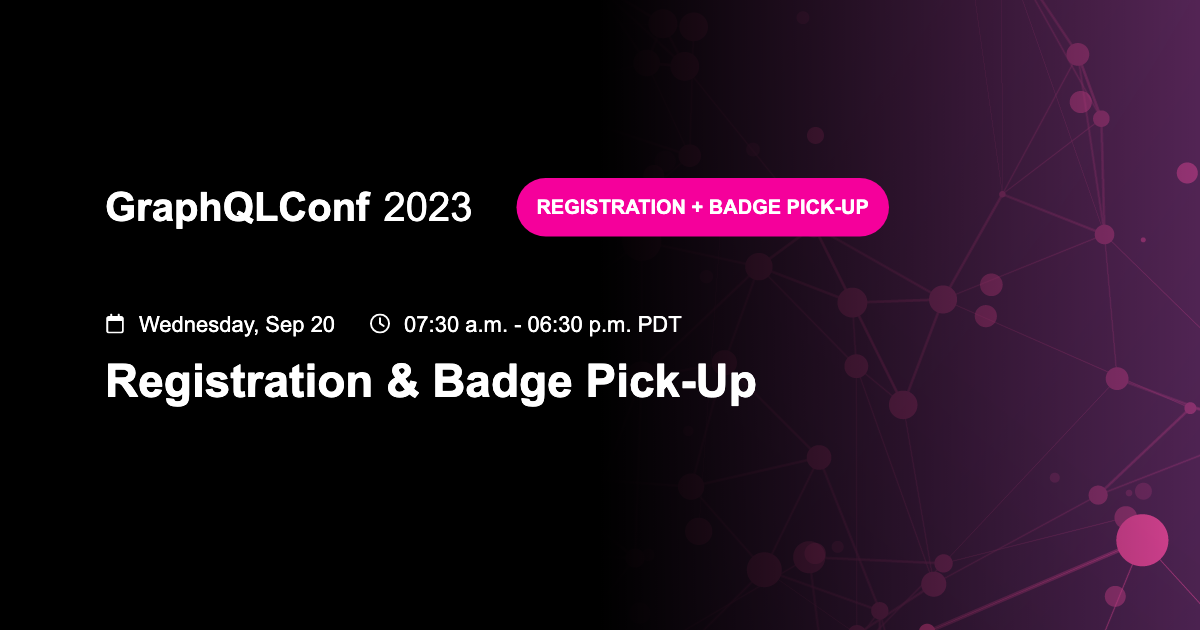 GraphQLConf 2023
REGISTRATION + BADGE PICK-UP
Wednesday, Sep 20 07:30 a.m. - 06:30 p.m. PDT
Registration & Badge Pick-Up